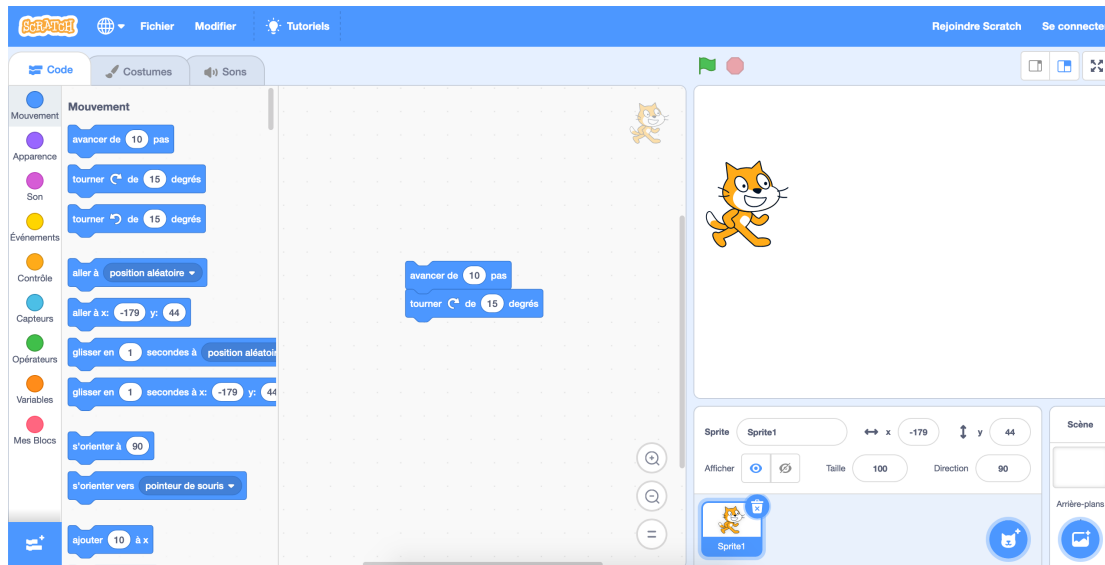 SCRATCH Fichier Modifier Tutoriels Rejoindre Scratch Se connecter
Code Costumes Sons
Mouvement
Apparence
Son
Événements
Contrôle
Capteurs
Opérateurs
Variables
Mes Blocs
Mouvement
avancer de 10 pas
tourner de 15 degrés
tourner de 15 degrés
aller à position aléatoire
aller à x: -179 y: 44
glisser en 1 secondes à position aléatoi
glisser en 1 secondes à x: -179 y: 44
s'orienter à 90
s'orienter vers pointeur de souris
ajouter 10 à x
avancer de 10 pas
tourner de 15 degrés
Sprite Sprite1 x -179 y 44
Afficher Taille 100 Direction 90
Sprite1
Scène
Arrière-plans